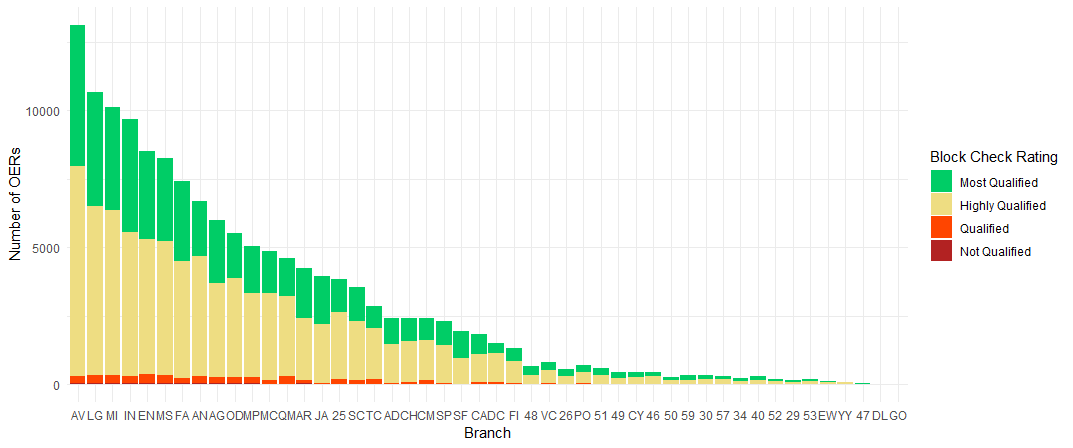 Number of OERs
10000
5000
0
AV LG MI IN EN MS FA AN AG OD MP MC QM AR JA 25 SC TC AD CH CM SP SF CA DC FI 48 VC 26 PO 51 49 CY 46 50 59 30 57 34 40 52 29 53 EW YY 47 DL GO
Branch
Block Check Rating
Most Qualified
Highly Qualified
Qualified
Not Qualified